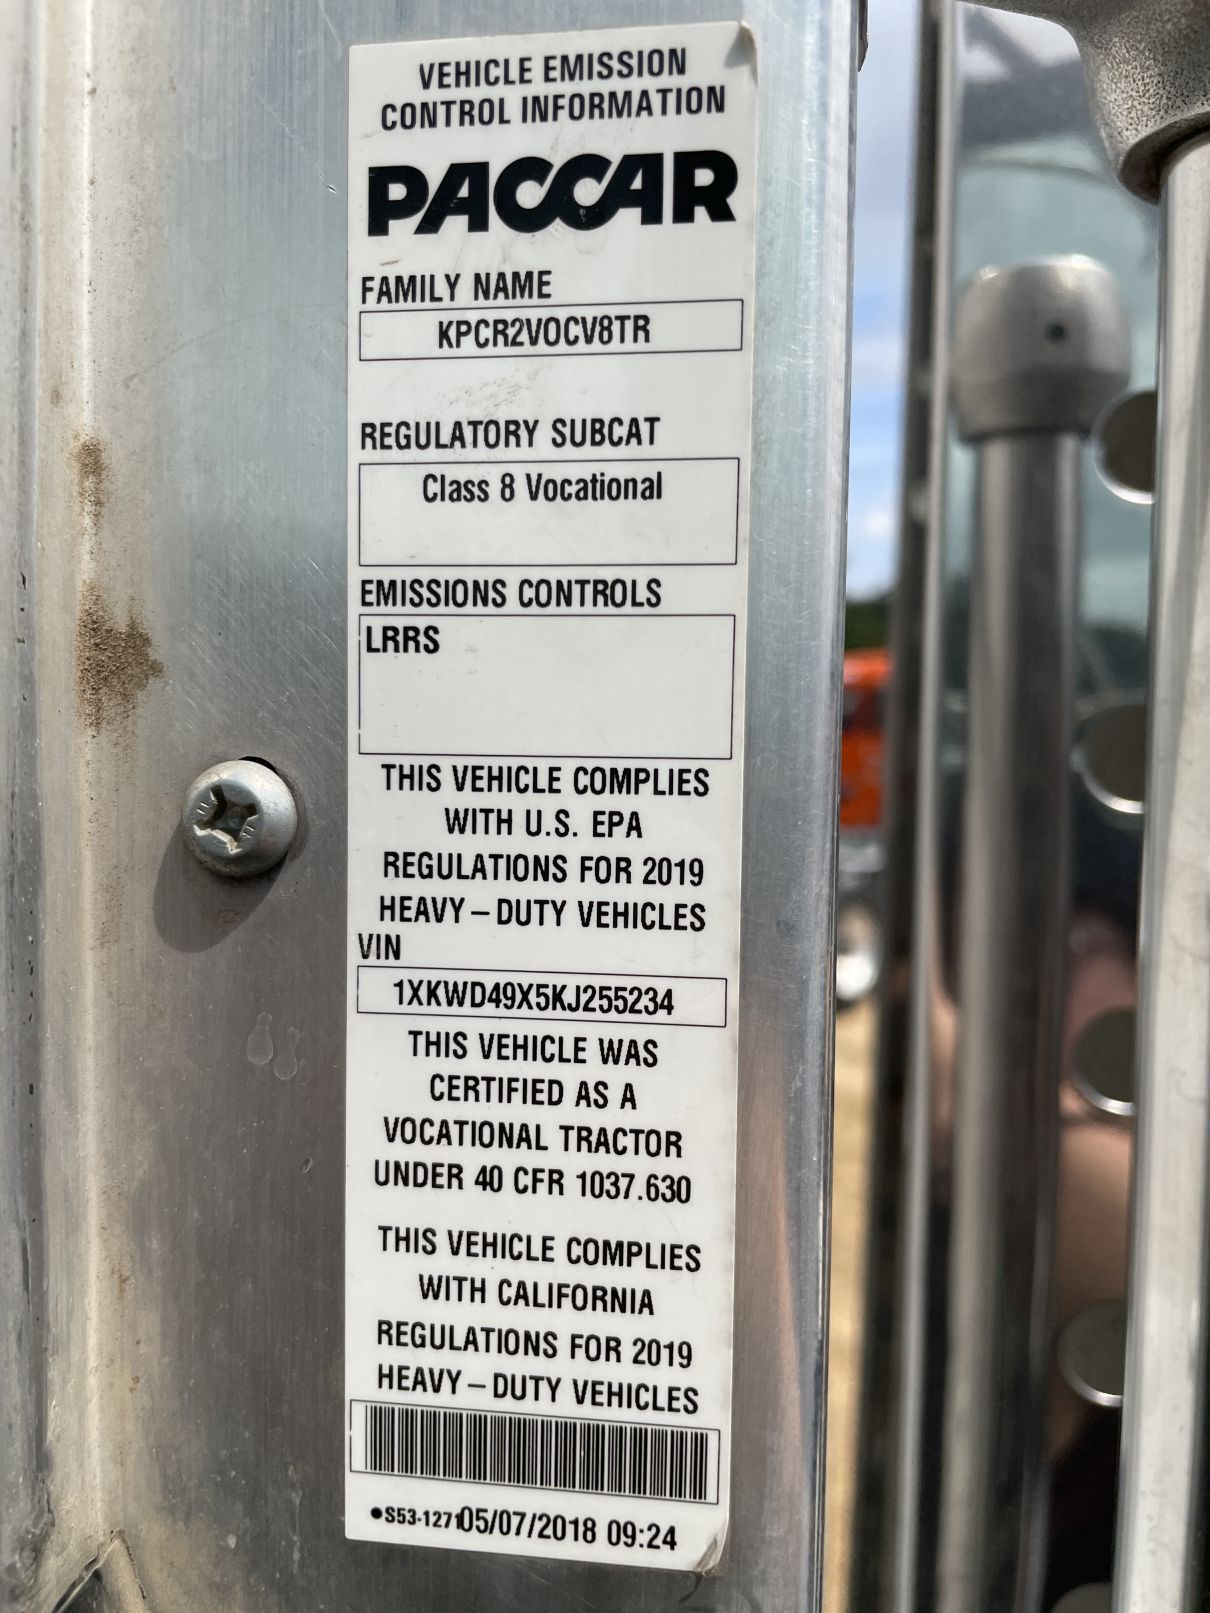 VEHICLE EMISSION
CONTROL INFORMATION
PACCAR
FAMILY NAME
KPCR2VOCV8TR
REGULATORY SUBCAT
Class 8 Vocational
EMISSIONS CONTROLS
LRRS
THIS VEHICLE COMPLIES
WITH U.S. EPA
REGULATIONS FOR 2019
HEAVY-DUTY VEHICLES
VIN
1XKWD49X5KJ255234
THIS VEHICLE WAS
CERTIFIED AS A
VOCATIONAL TRACTOR
UNDER 40 CFR 1037.630
THIS VEHICLE COMPLIES
WITH CALIFORNIA
REGULATIONS FOR 2019
HEAVY-DUTY VEHICLES
•S53-1271 05/07/2018 09:24